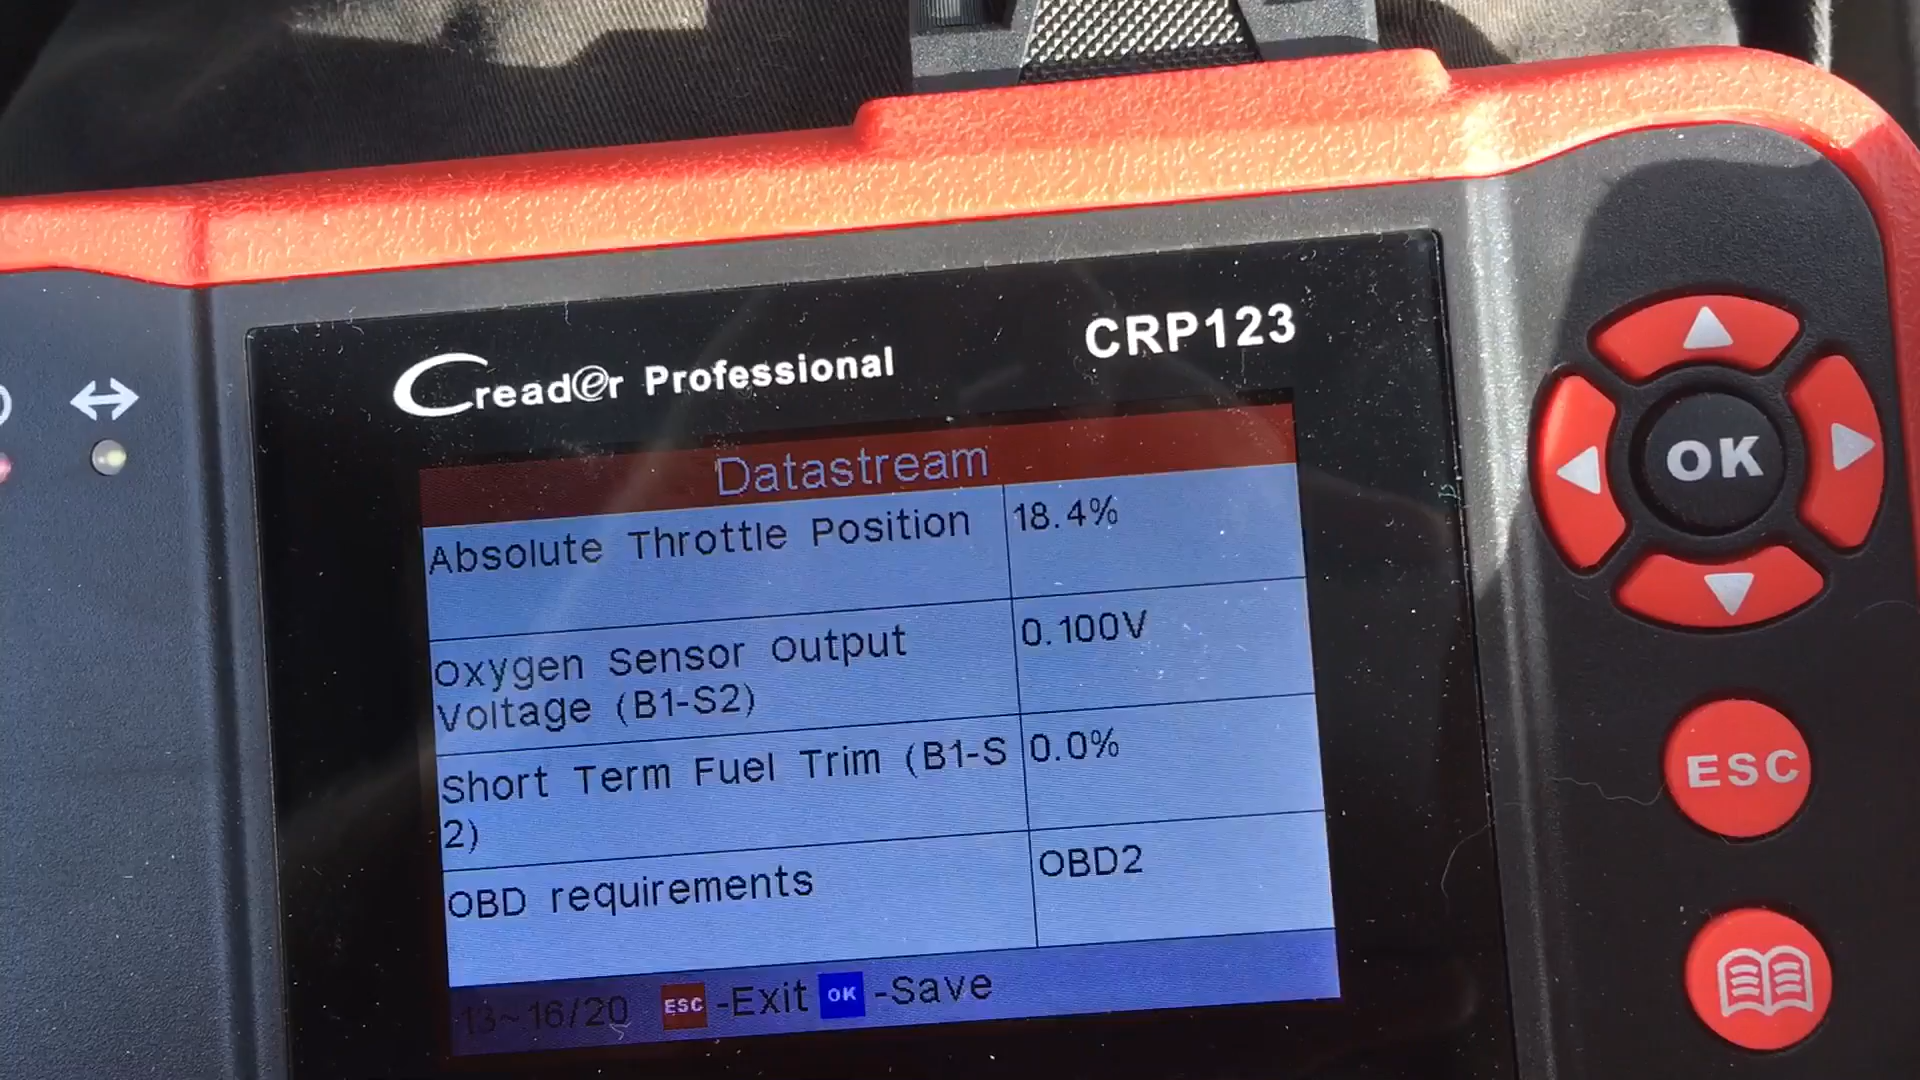 Creader Professional
CRP123
Datastream
Absolute Throttle Position 18.4%
Oxygen Sensor Output 0.100V
Voltage (B1-S2)
Short Term Fuel Trim (B1-S 0.0%
2)
OBD requirements OBD2
13~16/20 ESC -Exit OK -Save
OK
ESC